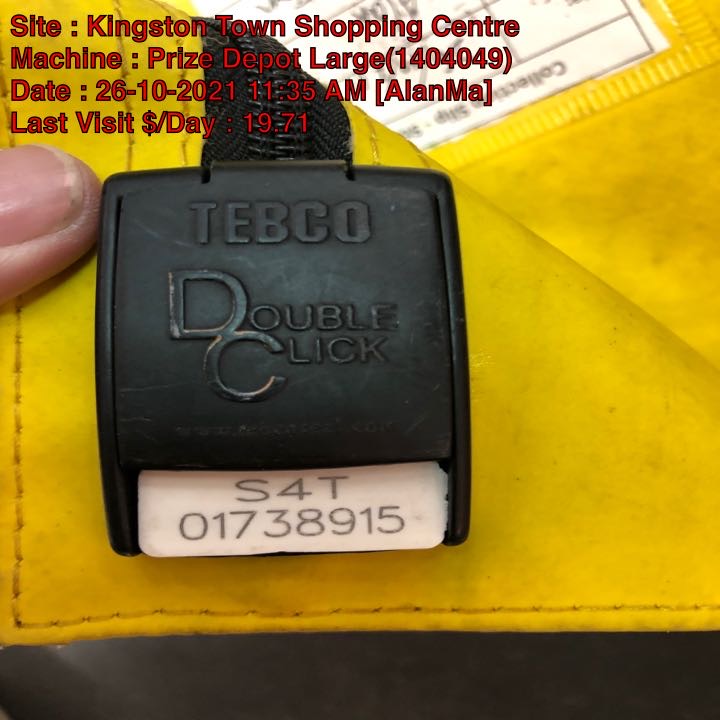 Site : Kingston Town Shopping Centre
Machine : Prize Depot Large(1404049)
Date : 26-10-2021 11:35 AM [AlanMa]
Last Visit $/Day : 19.71
TEBCO
DOUBLE
CLICK
S4T
01738915